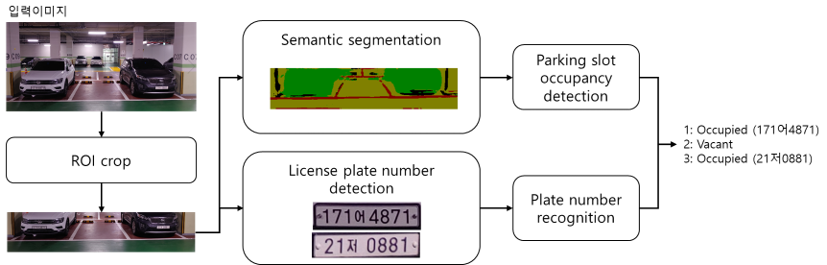 입력이미지
ROI crop
Semantic segmentation
License plate number
detection
171어4871
21저 0881
Parking slot
occupancy
detection
Plate number
recognition
1: Occupied (171어4871)
2: Vacant
3: Occupied (21저0881)